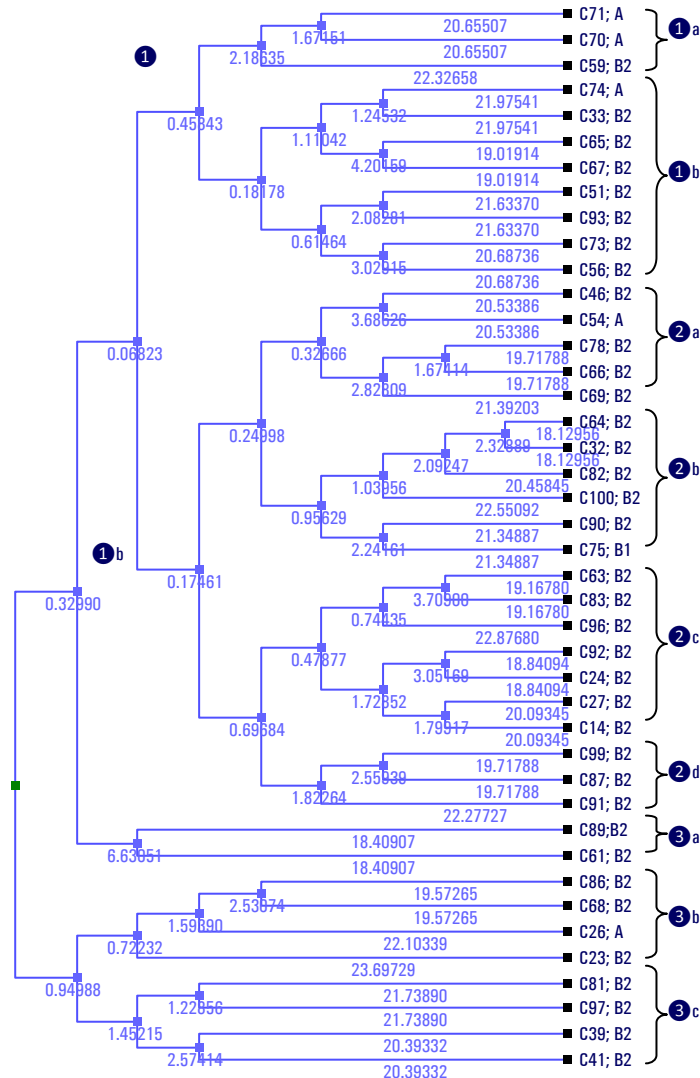 C71; A
20.65507
1 a
1.67151
C70; A
1
2.18635
20.65507
C59; B2
22.32658
C74; A
21.97541
1.24532
C33; B2
0.45843
21.97541
1.11042
C65; B2
19.01914
4.20159
C67; B2
1 b
0.18178
19.01914
C51; B2
21.63370
2.08281
C93; B2
21.63370
0.61464
C73; B2
20.68736
3.02915
C56; B2
20.68736
C46; B2
20.53386
3.68626
C54; A
2 a
20.53386
0.06823
0.32666
C78; B2
19.71788
1.67414
C66; B2
19.71788
2.82809
C69; B2
21.39203
C64; B2
18.12956
0.24998
2.32889
C32; B2
18.12956
2.09247
C82; B2
2 b
20.45845
1.03956
C100; B2
22.55092
0.95629
C90; B2
21.34887
2.24161
C75; B1
1 b
21.34887
0.17461
C63; B2
19.16780
3.70900
C83; B2
0.32990
19.16780
0.74435
C96; B2
22.87680
2 c
C92; B2
18.84094
0.47877
3.05169
C24; B2
18.84094
1.72852
C27; B2
20.09345
0.69684
1.79917
C14; B2
20.09345
C99; B2
19.71788
2.55939
C87; B2
2 d
19.71788
1.82264
C91; B2
22.27727
C89;B2
18.40907
3 a
6.63051
C61; B2
18.40907
C86; B2
19.57265
2.53074
C68; B2
3 b
19.57265
1.59390
C26; A
22.10339
0.72232
C23; B2
23.69729
0.94988
C81; B2
21.73890
1.22856
C97; B2
3 c
21.73890
1.45215
C39; B2
20.39332
2.57414
C41; B2
20.39332